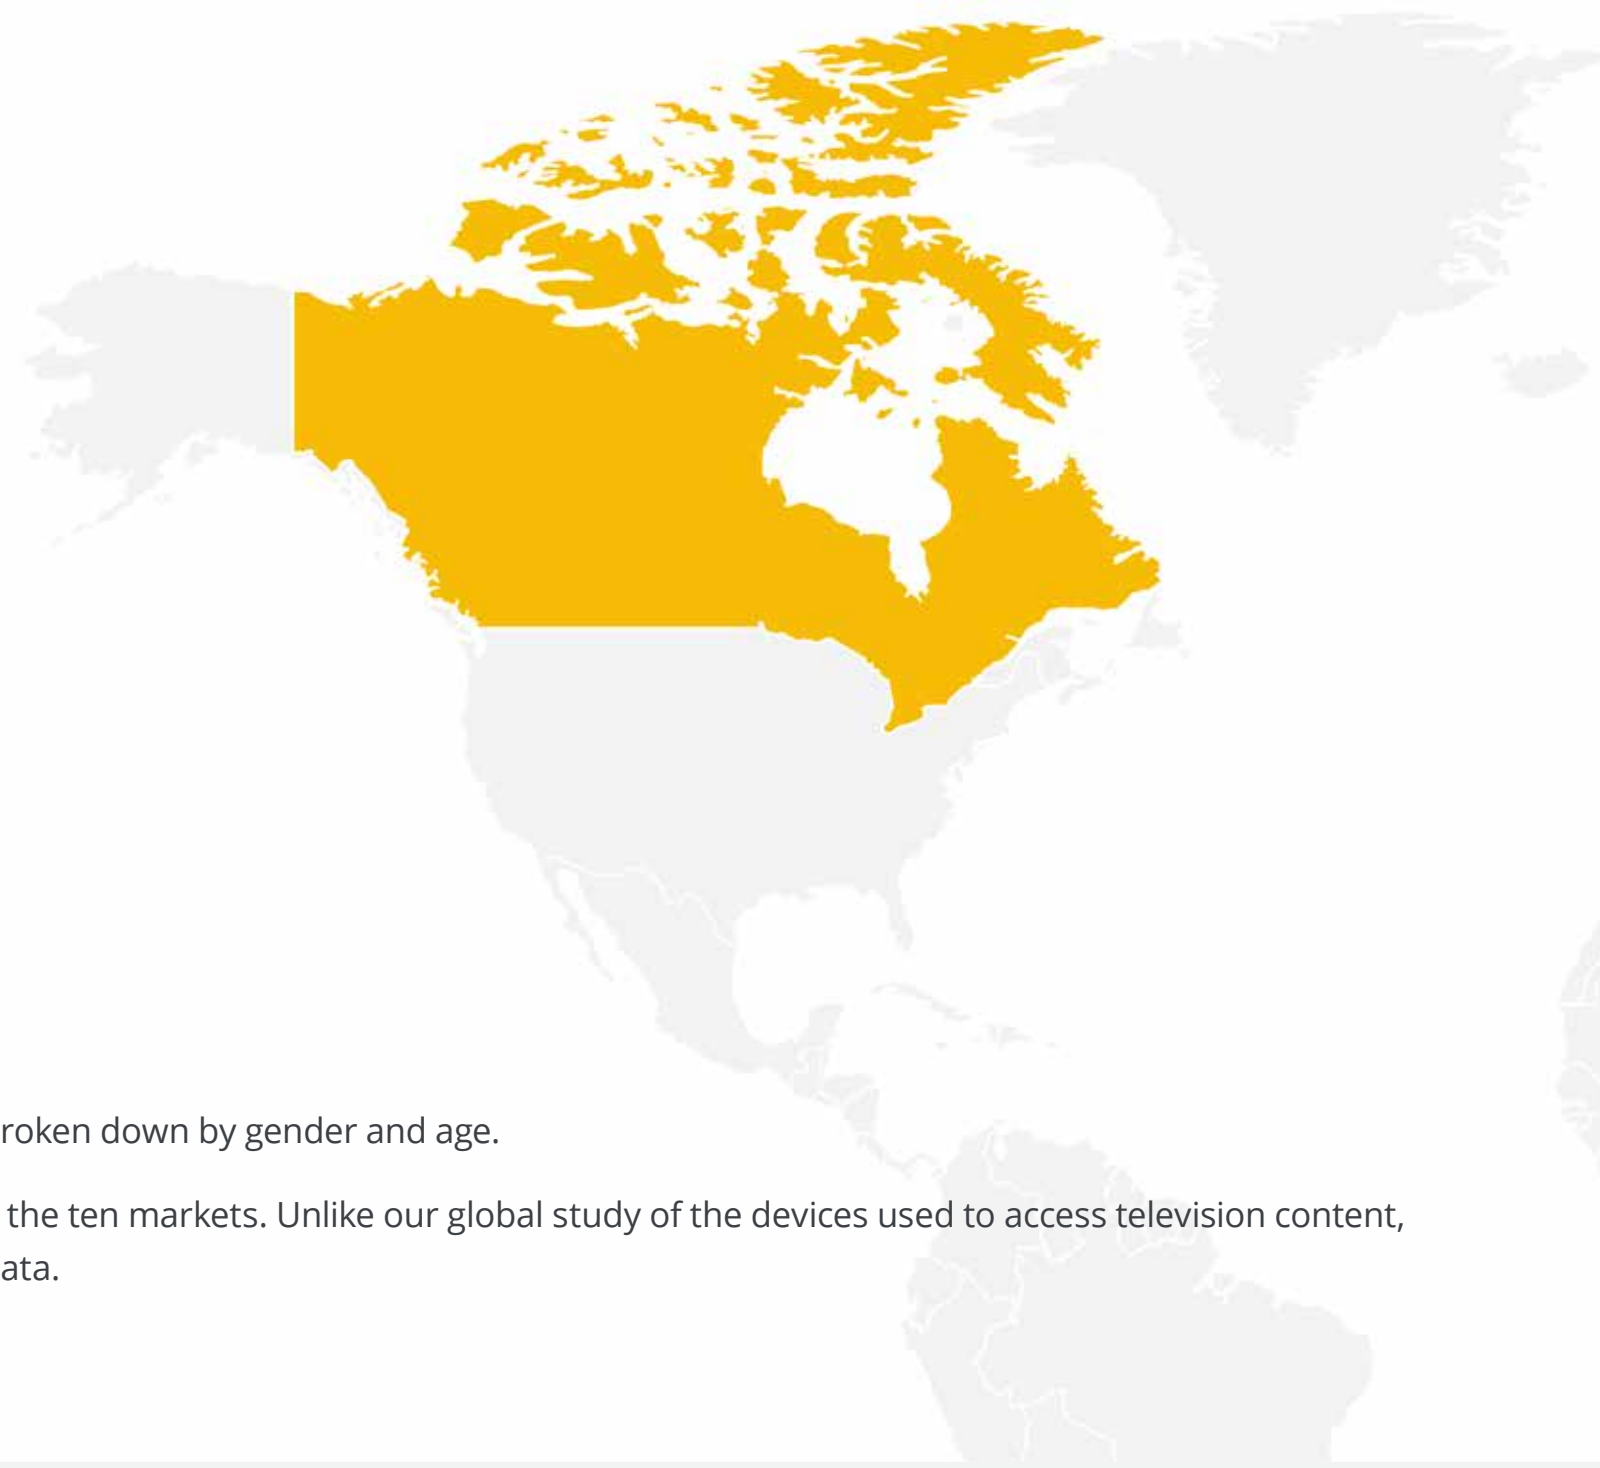 roken down by gender and age.
the ten markets. Unlike our global study of the devices used to access television content,
ata.